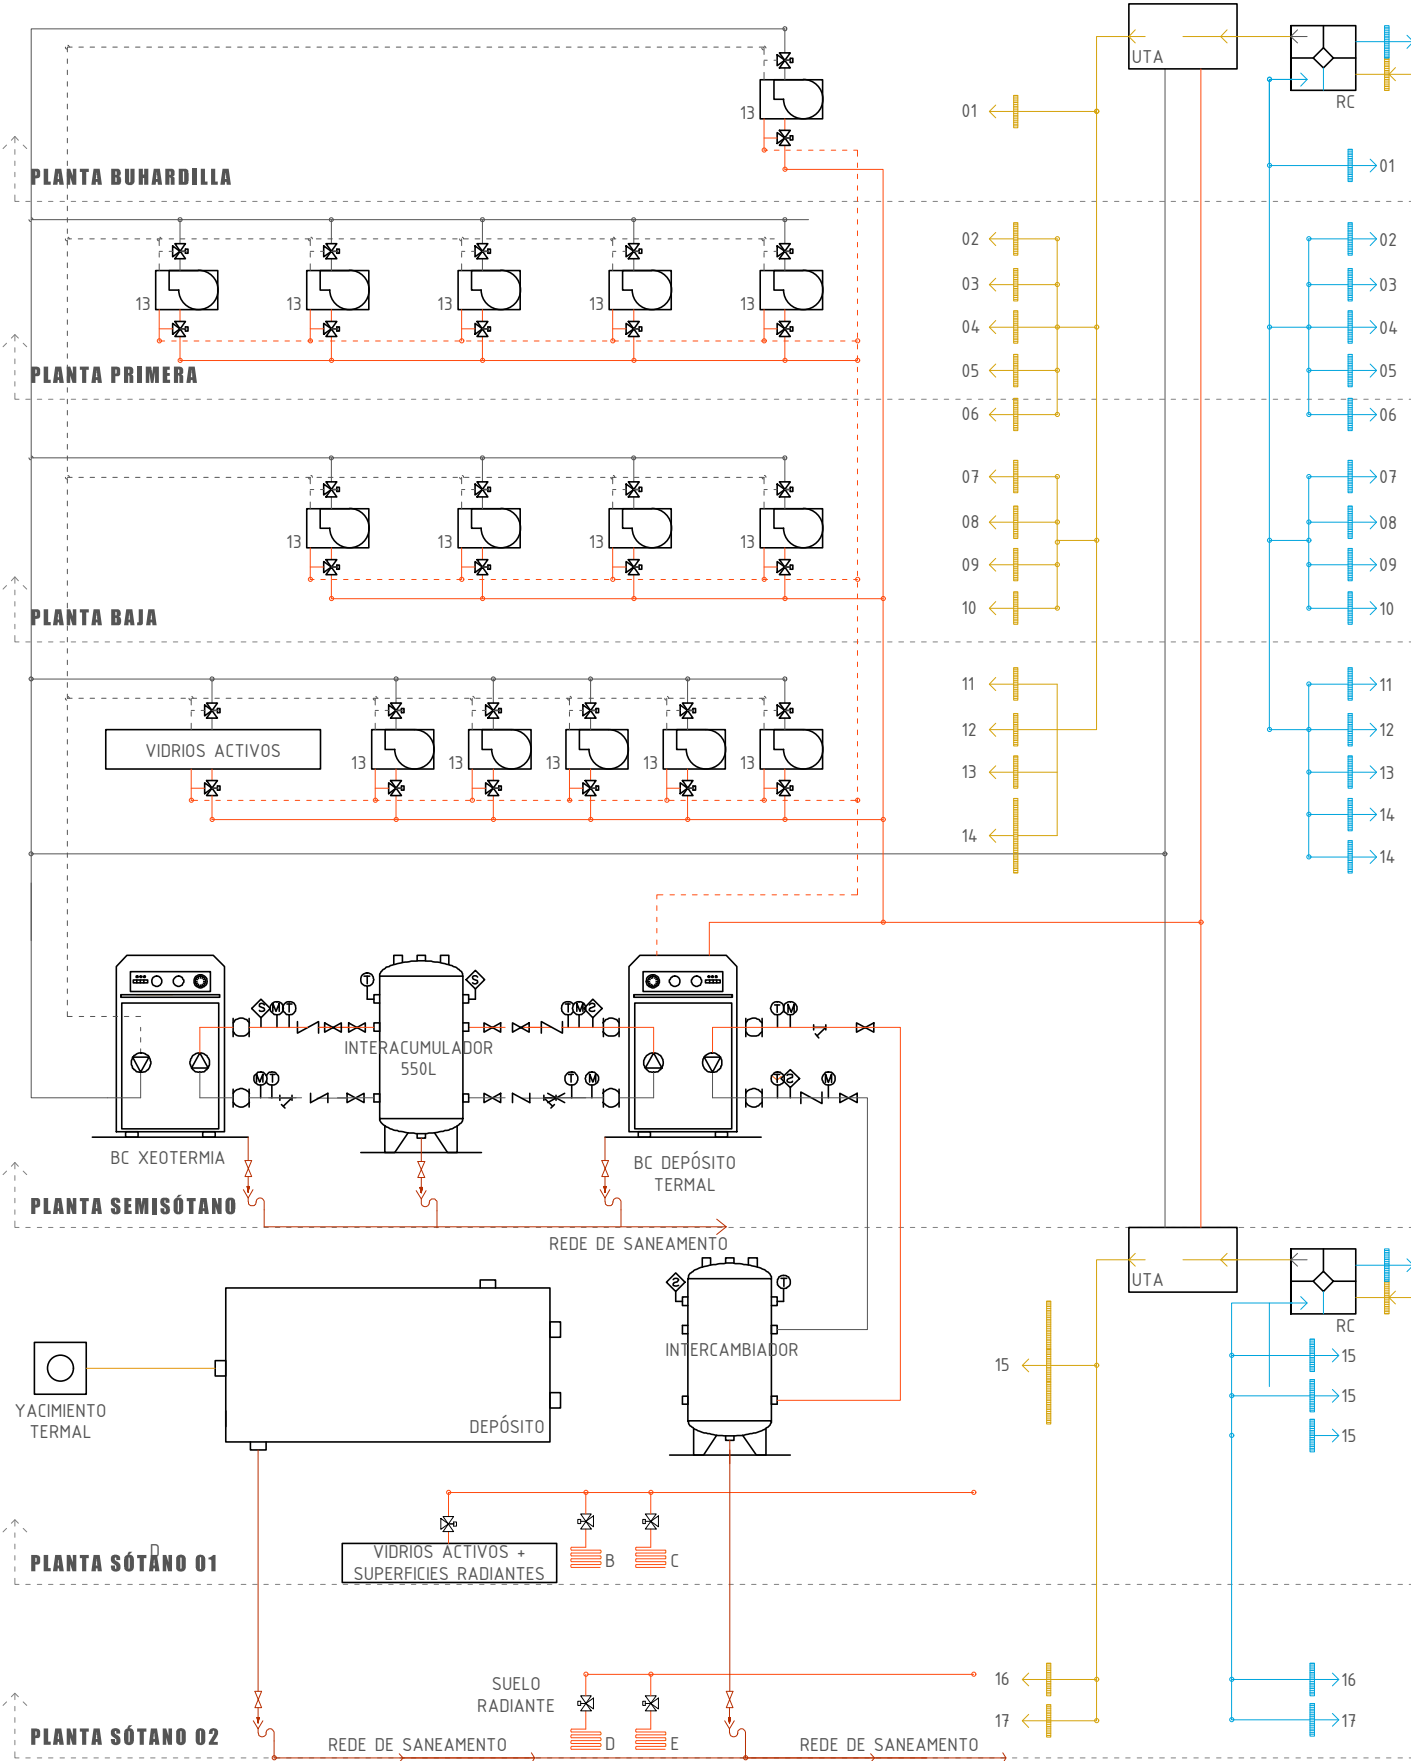 UTA
RC
13
01
01
PLANTA BUHARDILLA
02
02
03
03
13
13
13
13
13
04
04
PLANTA PRIMERA
05
05
06
06
07
07
08
08
13
13
13
13
09
09
10
10
PLANTA BAJA
11
11
12
12
VIDRIOS ACTIVOS
13
13
13
13
13
13
13
14
14
14
T
S
S
M
T
T
M
S
T
M
INTERACUMULADOR
550L
M
T
T
M
T
S
M
BC XEOTERMIA
BC DEPÓSITO
TERMAL
PLANTA SEMISÓTANO
REDE DE SANEAMENTO
UTA
RC
S
T
INTERCAMBIADOR
15
15
15
15
YACIMIENTO
TERMAL
DEPÓSITO
D
PLANTA SÓTANO 01
VIDRIOS ACTIVOS +
SUPERFICIES RADIANTES
B
C
16
16
SUELO
RADIANTE
17
17
PLANTA SÓTANO 02
D
E
REDE DE SANEAMENTO
REDE DE SANEAMENTO